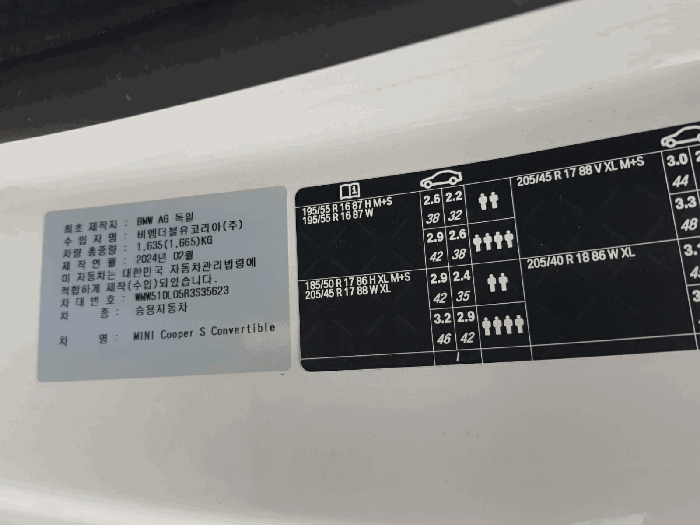 최초 제작자 : BMW AG 독일
수 입 자 명 : 비엠더블유코리아(주)
차량 총중량 : 1,635(1,665)KG
제 작 연 월 : 2024년 02월
이 자동차는 대한민국 자동차관리법령에
적합하게 제작(수입)되었습니다.
차 대 번 호 : WMW51DL05R3S35623
차 종 : 승용자동차
차 명 : MINI Cooper S Convertible
195/55 R 16 87 H M+S
195/55 R 16 87 W
2.6 2.2
38 32
2.9 2.6
42 38
185/50 R 17 86 H XL M+S
205/45 R 17 88 W XL
2.9 2.4
42 35
3.2 2.9
46 42
205/45 R 17 88 V XL M+S
3.0
44
3.3
48
205/40 R 18 86 W XL